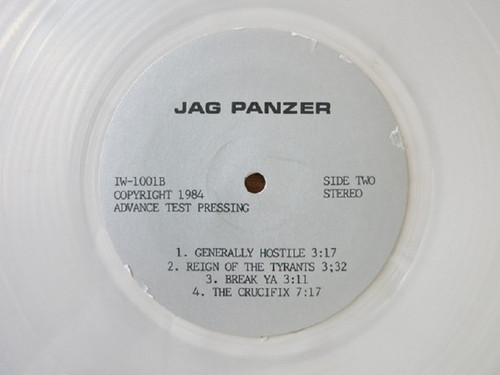 JAG PANZER
IW-1001B
COPYRIGHT 1984
ADVANCE TEST PRESSING
SIDE TWO
STEREO
1. GENERALLY HOSTILE 3:17
2. REIGN OF THE TYRANTS 3;32
3. BREAK YA 3:11
4. THE CRUCIFIX 7:17